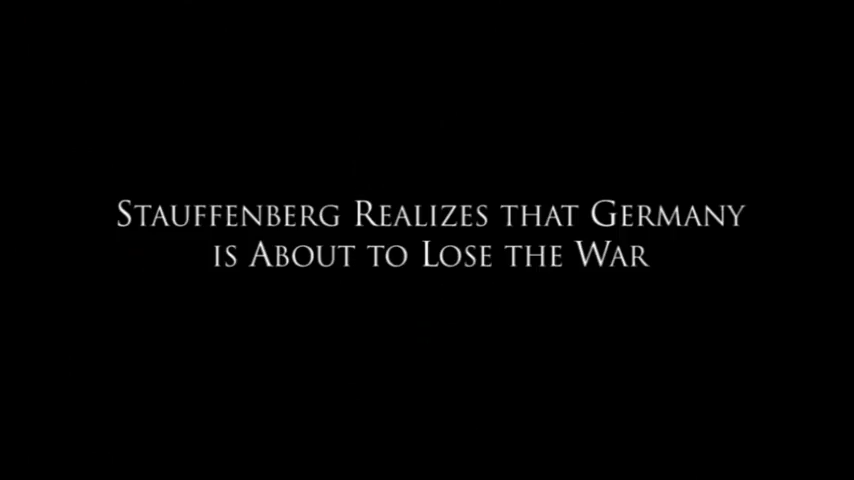 Stauffenberg Realizes that Germany
is About to Lose the War